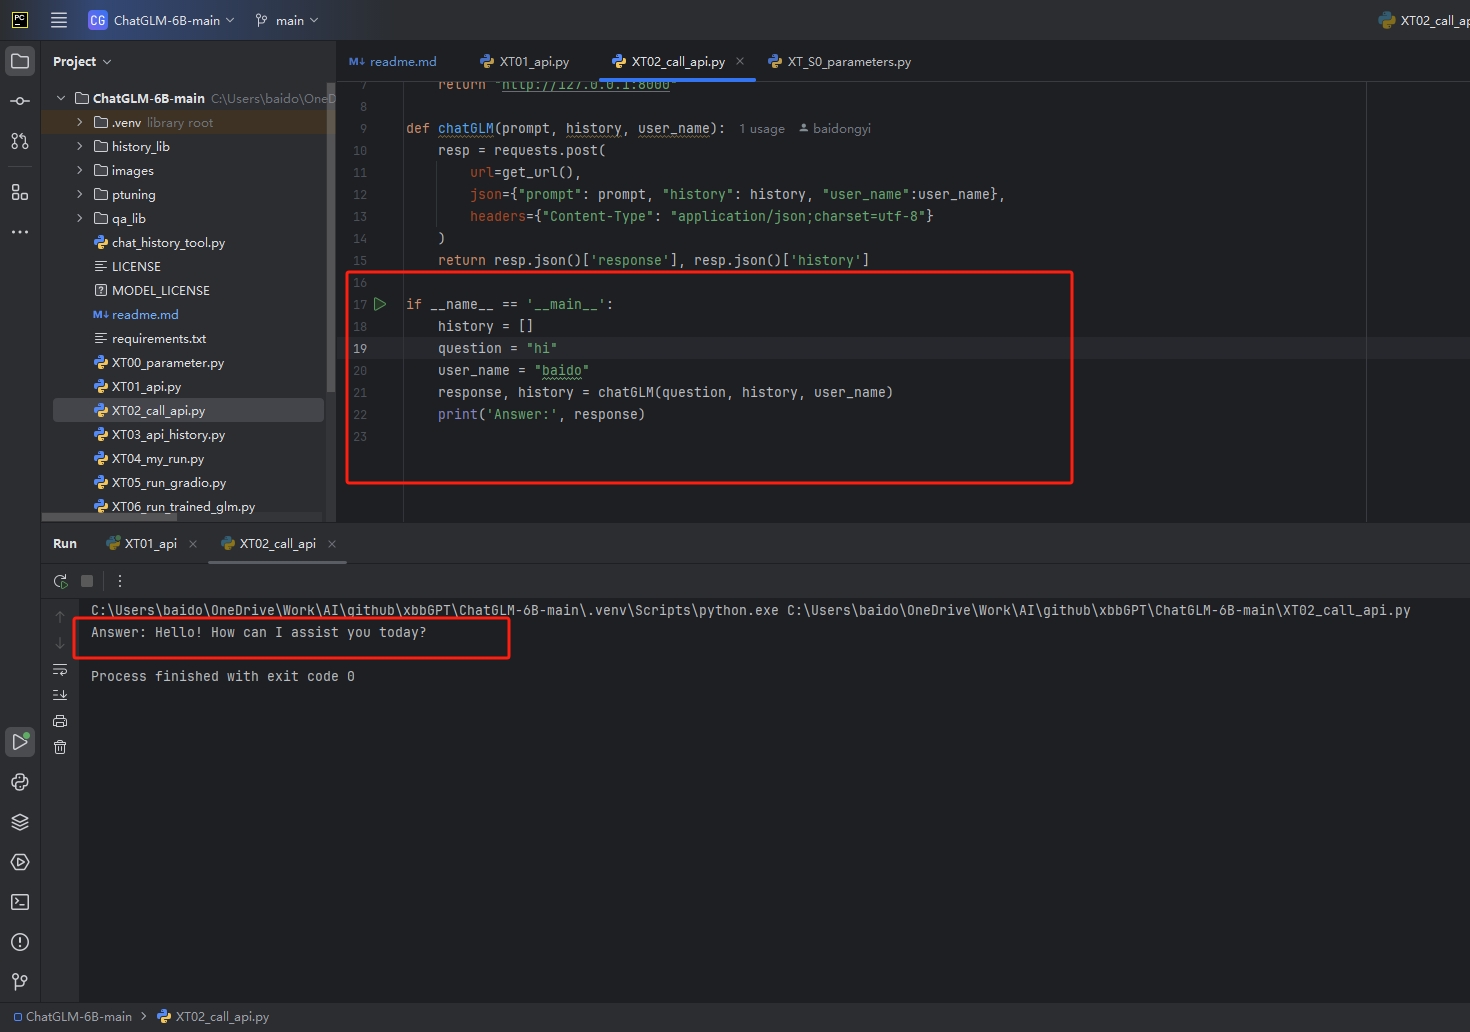 PC
CG ChatGLM-6B-main
main
XT02_call_ap
Project
readme.md
XT01_api.py
XT02_call_api.py
XT_S0_parameters.py
ChatGLM-6B-main C:\Users\baido\OneD
.venv library root
history_lib
images
ptuning
qa_lib
chat_history_tool.py
LICENSE
MODEL_LICENSE
readme.md
requirements.txt
XT00_parameter.py
XT01_api.py
XT02_call_api.py
XT03_api_history.py
XT04_my_run.py
XT05_run_gradio.py
XT06_run_trained_glm.py
7 return "http://127.0.0.1:8000"
8
9 def chatGLM(prompt, history, user_name): 1 usage baidongyi
10 resp = requests.post(
11 url=get_url(),
12 json={"prompt": prompt, "history": history, "user_name":user_name},
13 headers={"Content-Type": "application/json;charset=utf-8"}
14 )
15 return resp.json()['response'], resp.json()['history']
16
17 if __name__ == '__main__':
18 history = []
19 question = "hi"
20 user_name = "baido"
21 response, history = chatGLM(question, history, user_name)
22 print('Answer:', response)
23
Run
XT01_api
XT02_call_api
C:\Users\baido\OneDrive\Work\AI\github\xbbGPT\ChatGLM-6B-main\.venv\Scripts\python.exe C:\Users\baido\OneDrive\Work\AI\github\xbbGPT\ChatGLM-6B-main\XT02_call_api.py
Answer: Hello! How can I assist you today?
Process finished with exit code 0
ChatGLM-6B-main > XT02_call_api.py